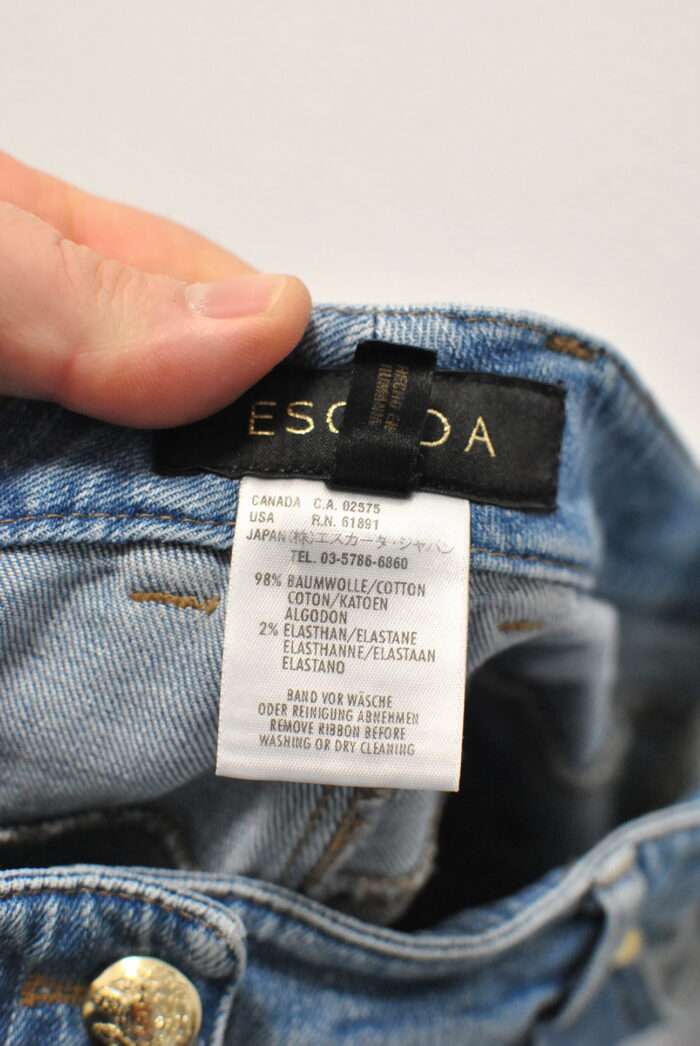 ESC DA
HECHO EN
CANADA C.A. 02575
USA R.N. 61891
JAPAN (株)エスカーダ・ジャパン
TEL. 03-5786-6860
98% BAUMWOLLE/COTTON
COTON/KATOEN
ALGODON
2% ELASTHAN/ELASTANE
ELASTHANNE/ELASTAAN
ELASTANO
BAND VOR WÄSCHE
ODER REINIGUNG ABNEHMEN
REMOVE RIBBON BEFORE
WASHING OR DRY CLEANING